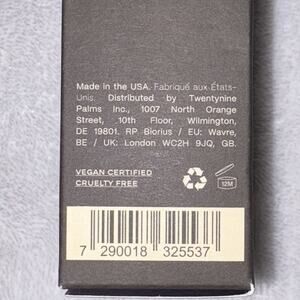 Made in the USA. Fabriqué aux États-
Unis. Distributed by Twentynine
Palms Inc., 1007 North Orange
Street, 10th Floor, Wilmington,
DE 19801. RP Biorius / EU: Wavre,
BE / UK: London WC2H 9JQ, GB.
VEGAN CERTIFIED
CRUELTY FREE
12M
7 290018 325537